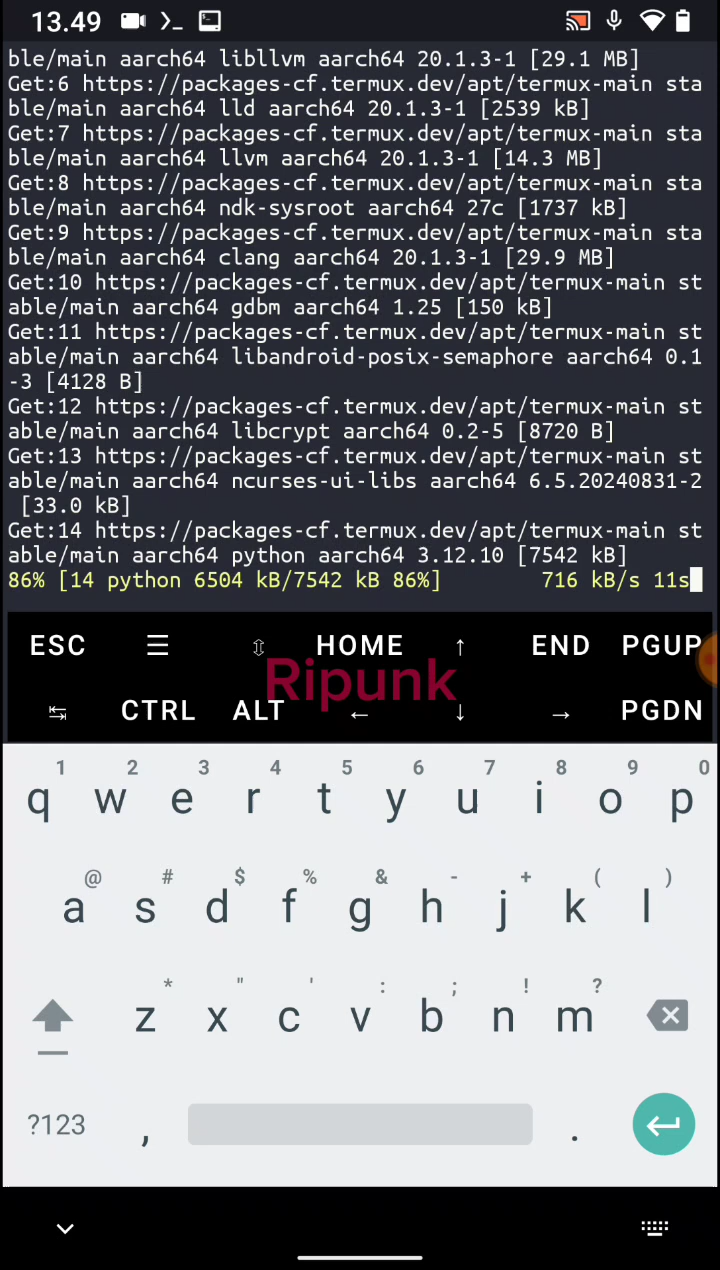 13.49
ble/main aarch64 libllvm aarch64 20.1.3-1 [29.1 MB]
Get:6 https://packages-cf.termux.dev/apt/termux-main sta
ble/main aarch64 lld aarch64 20.1.3-1 [2539 kB]
Get:7 https://packages-cf.termux.dev/apt/termux-main sta
ble/main aarch64 llvm aarch64 20.1.3-1 [14.3 MB]
Get:8 https://packages-cf.termux.dev/apt/termux-main sta
ble/main aarch64 ndk-sysroot aarch64 27c [1737 kB]
Get:9 https://packages-cf.termux.dev/apt/termux-main sta
ble/main aarch64 clang aarch64 20.1.3-1 [29.9 MB]
Get:10 https://packages-cf.termux.dev/apt/termux-main st
able/main aarch64 gdbm aarch64 1.25 [150 kB]
Get:11 https://packages-cf.termux.dev/apt/termux-main st
able/main aarch64 libandroid-posix-semaphore aarch64 0.1
-3 [4128 B]
Get:12 https://packages-cf.termux.dev/apt/termux-main st
able/main aarch64 libcrypt aarch64 0.2-5 [8720 B]
Get:13 https://packages-cf.termux.dev/apt/termux-main st
able/main aarch64 ncurses-ui-libs aarch64 6.5.20240831-2
[33.0 kB]
Get:14 https://packages-cf.termux.dev/apt/termux-main st
able/main aarch64 python aarch64 3.12.10 [7542 kB]
86% [14 python 6504 kB/7542 kB 86%] 716 kB/s 11s
ESC ☰ ⇳ HOME ↑ END PGUP
Ripunk
↹ CTRL ALT ← ↓ → PGDN
1 2 3 4 5 6 7 8 9 0
q w e r t y u i o p
@ # $ % & - + ( )
a s d f g h j k l
* " ' : ; ! ?
z x c v b n m
?123 , .